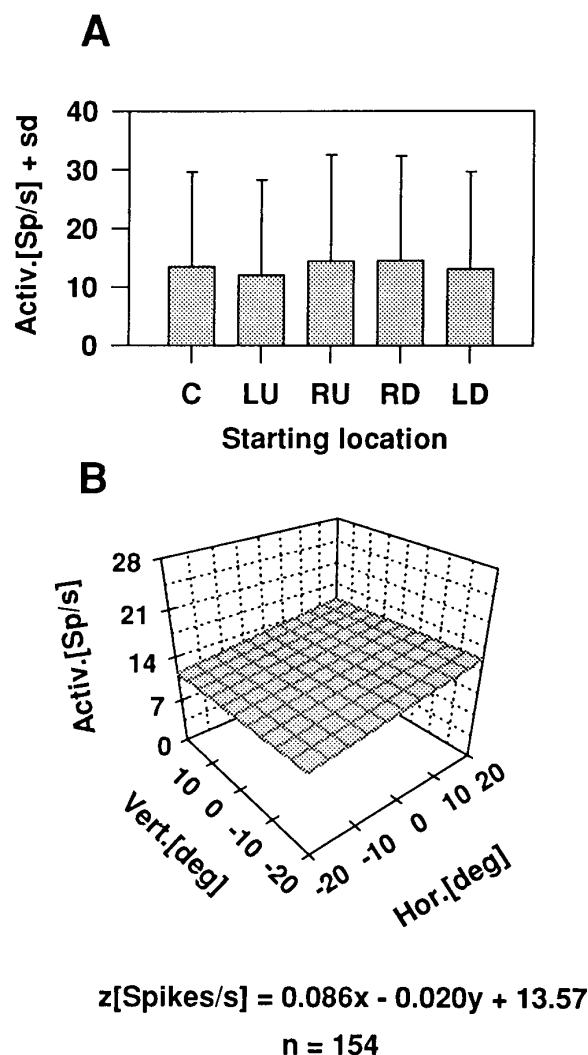 A
Activ.[Sp/s] + sd
40
30
20
10
0
C LU RU RD LD
Starting location
B
Activ.[Sp/s]
28
21
14
7
0
Vert.[deg]
10 0 -10 -20
Hor.[deg]
-20 -10 0 10 20
z[Spikes/s] = 0.086x - 0.020y + 13.57
n = 154